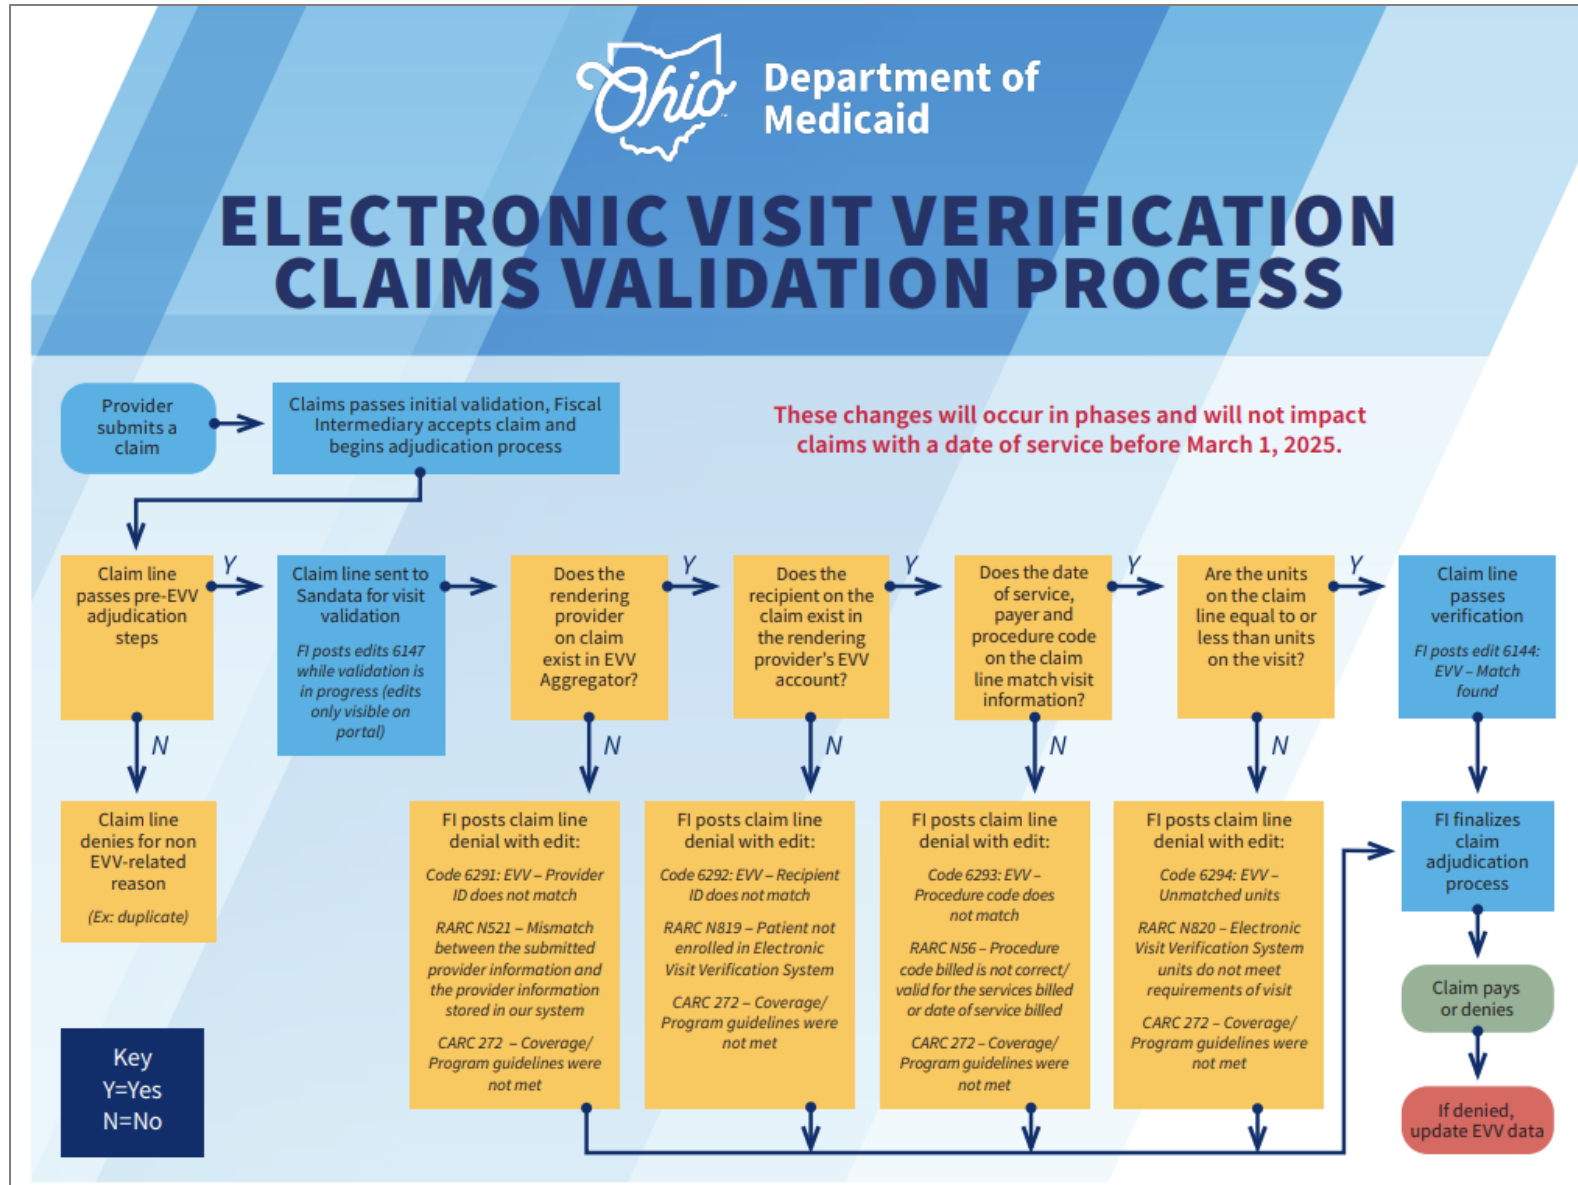 Ohio
Department of
Medicaid
ELECTRONIC VISIT VERIFICATION
CLAIMS VALIDATION PROCESS
Provider
submits a
claim
Claims passes initial validation, Fiscal
Intermediary accepts claim and
begins adjudication process
These changes will occur in phases and will not impact
claims with a date of service before March 1, 2025.
Claim line
passes pre-EVV
adjudication
steps
Y
Claim line sent to
Sandata for visit
validation
FI posts edits 6147
while validation is
in progress (edits
only visible on
portal)
Does the
rendering
provider
on claim
exist in EVV
Aggregator?
Y
Does the
recipient on the
claim exist in
the rendering
provider's EVV
account?
Y
Does the date
of service,
payer and
procedure code
on the claim
line match visit
information?
Y
Are the units
on the claim
line equal to or
less than units
on the visit?
Y
Claim line
passes
verification
FI posts edit 6144:
EVV – Match
found
N
N
N
N
N
Claim line
denies for non
EVV-related
reason
(Ex: duplicate)
FI posts claim line
denial with edit:
Code 6291: EVV – Provider
ID does not match
RARC N521 – Mismatch
between the submitted
provider information and
the provider information
stored in our system
CARC 272 – Coverage/
Program guidelines were
not met
FI posts claim line
denial with edit:
Code 6292: EVV – Recipient
ID does not match
RARC N819 – Patient not
enrolled in Electronic
Visit Verification System
CARC 272 – Coverage/
Program guidelines were
not met
FI posts claim line
denial with edit:
Code 6293: EVV –
Procedure code does
not match
RARC N56 – Procedure
code billed is not correct/
valid for the services billed
or date of service billed
CARC 272 – Coverage/
Program guidelines were
not met
FI posts claim line
denial with edit:
Code 6294: EVV –
Unmatched units
RARC N820 – Electronic
Visit Verification System
units do not meet
requirements of visit
CARC 272 – Coverage/
Program guidelines were
not met
FI finalizes
claim
adjudication
process
Claim pays
or denies
If denied,
update EVV data
Key
Y=Yes
N=No